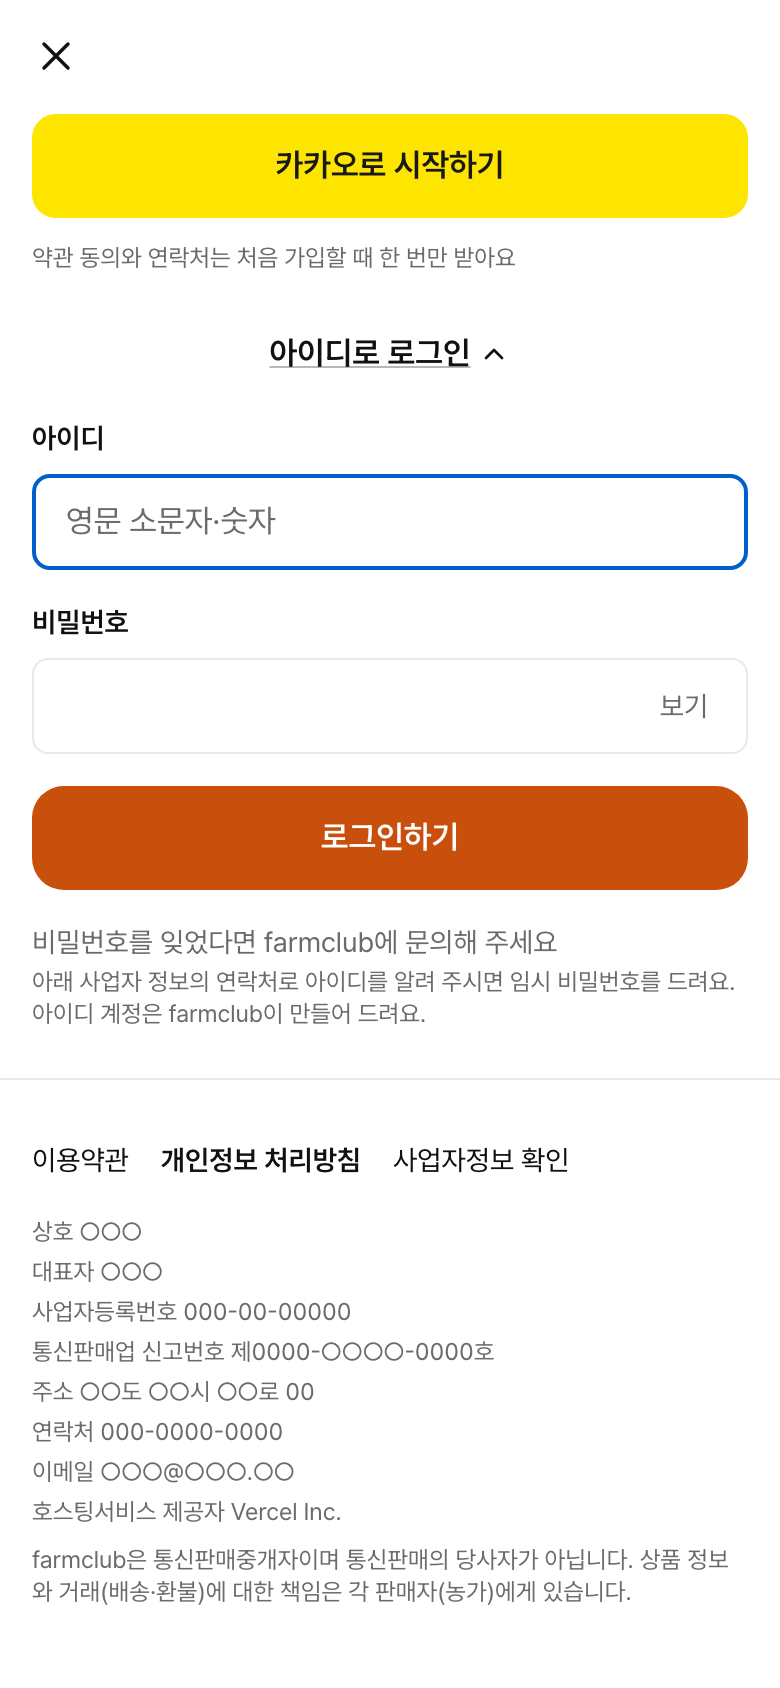 카카오로 시작하기
약관 동의와 연락처는 처음 가입할 때 한 번만 받아요
아이디로 로그인
아이디
영문 소문자·숫자
비밀번호
보기
로그인하기
비밀번호를 잊었다면 farmclub에 문의해 주세요
아래 사업자 정보의 연락처로 아이디를 알려 주시면 임시 비밀번호를 드려요.
아이디 계정은 farmclub이 만들어 드려요.
이용약관 개인정보 처리방침 사업자정보 확인
상호 ○○○
대표자 ○○○
사업자등록번호 000-00-00000
통신판매업 신고번호 제0000-○○○○-0000호
주소 ○○도 ○○시 ○○로 00
연락처 000-0000-0000
이메일 ○○○@○○○.○○
호스팅서비스 제공자 Vercel Inc.
farmclub은 통신판매중개자이며 통신판매의 당사자가 아닙니다. 상품 정보
와 거래(배송·환불)에 대한 책임은 각 판매자(농가)에게 있습니다.